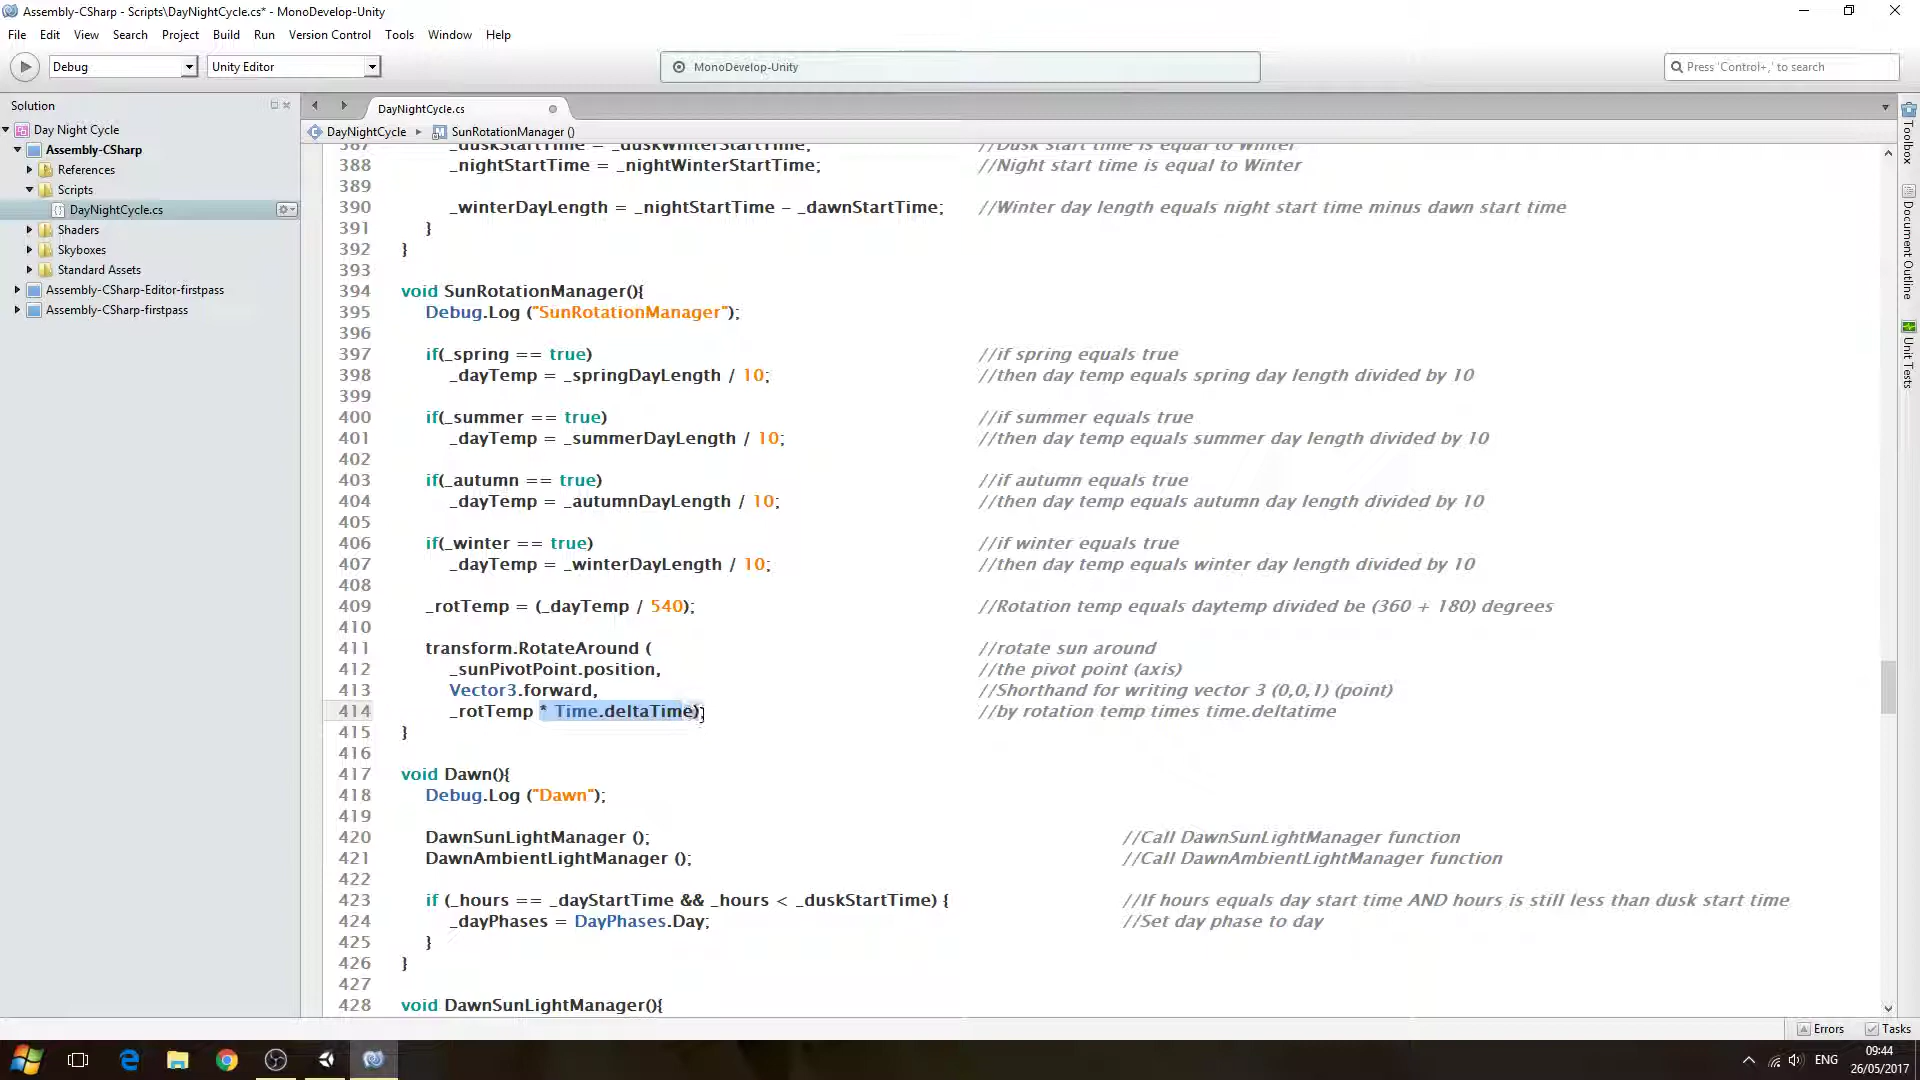 Assembly-CSharp - Scripts\DayNightCycle.cs* - MonoDevelop-Unity
File Edit View Search Project Build Run Version Control Tools Window Help
Debug Unity Editor MonoDevelop-Unity Press 'Control+,' to search
Solution
Day Night Cycle
Assembly-CSharp
References
Scripts
DayNightCycle.cs
Shaders
Skyboxes
Standard Assets
Assembly-CSharp-Editor-firstpass
Assembly-CSharp-firstpass
DayNightCycle.cs
DayNightCycle SunRotationManager ()
387 _duskStartTime = _duskWinterStartTime; //Dusk start time is equal to Winter
388 _nightStartTime = _nightWinterStartTime; //Night start time is equal to Winter
389
390 _winterDayLength = _nightStartTime - _dawnStartTime; //Winter day length equals night start time minus dawn start time
391 }
392 }
393
394 void SunRotationManager(){
395 Debug.Log ("SunRotationManager");
396
397 if(_spring == true) //if spring equals true
398 _dayTemp = _springDayLength / 10; //then day temp equals spring day length divided by 10
399
400 if(_summer == true) //if summer equals true
401 _dayTemp = _summerDayLength / 10; //then day temp equals summer day length divided by 10
402
403 if(_autumn == true) //if autumn equals true
404 _dayTemp = _autumnDayLength / 10; //then day temp equals autumn day length divided by 10
405
406 if(_winter == true) //if winter equals true
407 _dayTemp = _winterDayLength / 10; //then day temp equals winter day length divided by 10
408
409 _rotTemp = (_dayTemp / 540); //Rotation temp equals daytemp divided be (360 + 180) degrees
410
411 transform.RotateAround ( //rotate sun around
412 _sunPivotPoint.position, //the pivot point (axis)
413 Vector3.forward, //Shorthand for writing vector 3 (0,0,1) (point)
414 _rotTemp * Time.deltaTime); //by rotation temp times time.deltatime
415 }
416
417 void Dawn(){
418 Debug.Log ("Dawn");
419
420 DawnSunLightManager (); //Call DawnSunLightManager function
421 DawnAmbientLightManager (); //Call DawnAmbientLightManager function
422
423 if (_hours == _dayStartTime && _hours < _duskStartTime) { //If hours equals day start time AND hours is still less than dusk start time
424 _dayPhases = DayPhases.Day; //Set day phase to day
425 }
426 }
427
428 void DawnSunLightManager(){
Toolbox
Document Outline
Unit Tests
Errors Tasks
ENG
09:44
26/05/2017